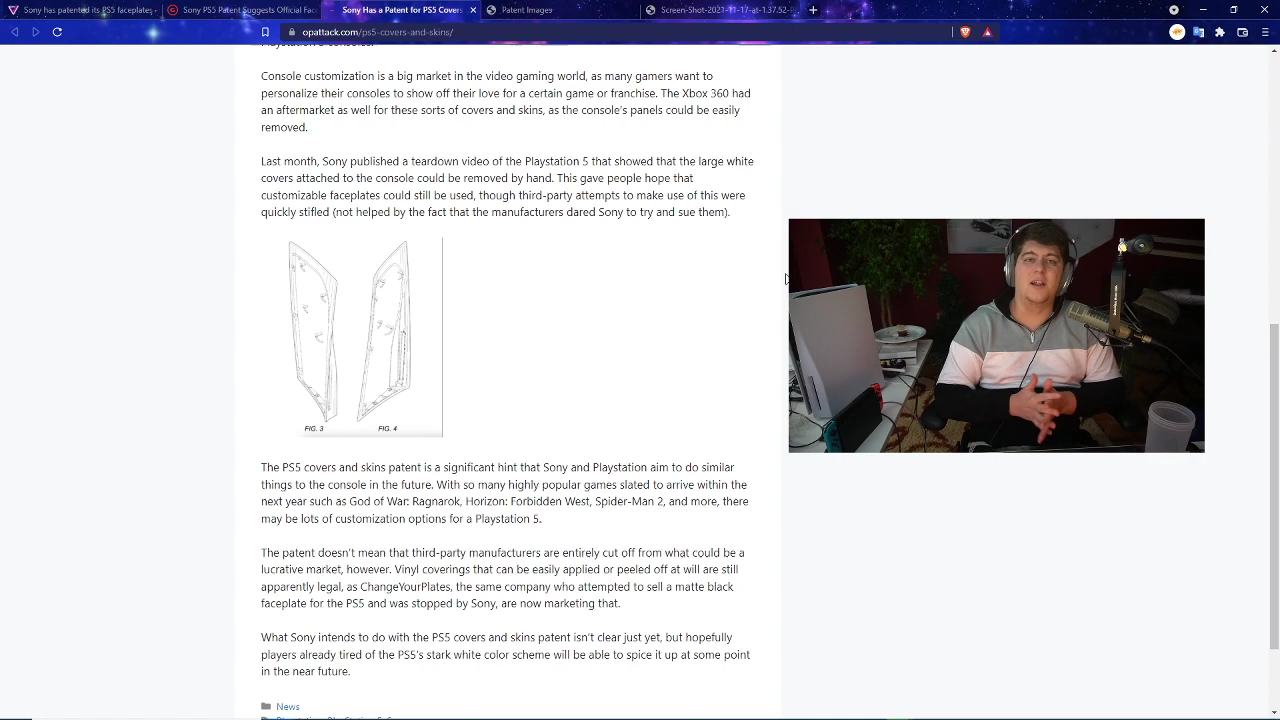 Sony has patented its PS5 faceplates
Sony PS5 Patent Suggests Official Fac
Sony Has a Patent for PS5 Covers
Patent Images
Screen-Shot-2021-11-17-at-1.37.52-P
opattack.com/ps5-covers-and-skins/
Console customization is a big market in the video gaming world, as many gamers want to
personalize their consoles to show off their love for a certain game or franchise. The Xbox 360 had
an aftermarket as well for these sorts of covers and skins, as the console's panels could be easily
removed.
Last month, Sony published a teardown video of the Playstation 5 that showed that the large white
covers attached to the console could be removed by hand. This gave people hope that
customizable faceplates could still be used, though third-party attempts to make use of this were
quickly stifled (not helped by the fact that the manufacturers dared Sony to try and sue them).
FIG. 3
FIG. 4
The PS5 covers and skins patent is a significant hint that Sony and Playstation aim to do similar
things to the console in the future. With so many highly popular games slated to arrive within the
next year such as God of War: Ragnarok, Horizon: Forbidden West, Spider-Man 2, and more, there
may be lots of customization options for a Playstation 5.
The patent doesn't mean that third-party manufacturers are entirely cut off from what could be a
lucrative market, however. Vinyl coverings that can be easily applied or peeled off at will are still
apparently legal, as ChangeYourPlates, the same company who attempted to sell a matte black
faceplate for the PS5 and was stopped by Sony, are now marketing that.
What Sony intends to do with the PS5 covers and skins patent isn't clear just yet, but hopefully
players already tired of the PS5's stark white color scheme will be able to spice it up at some point
in the near future.
News